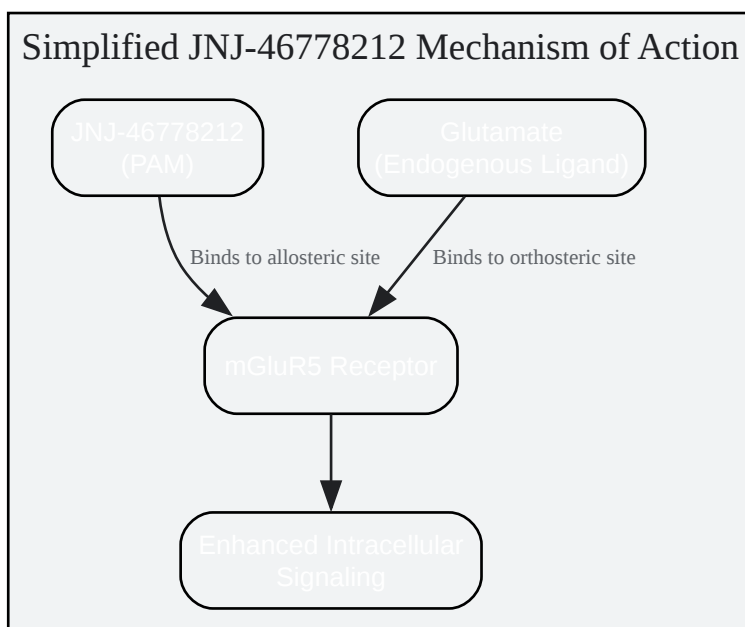 Simplified JNJ-46778212 Mechanism of Action
JNJ-46778212
(PAM)
Glutamate
(Endogenous Ligand)
Binds to allosteric site
Binds to orthosteric site
mGluR5 Receptor
Enhanced Intracellular
Signaling